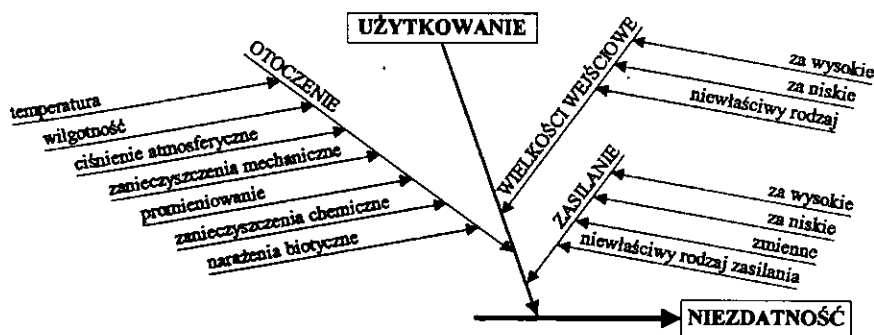 UŻYTKOWANIE
OTOCZENIE
temperatura
wilgotność
ciśnienie atmosferyczne
zanieczyszczenia mechaniczne
promieniowanie
zanieczyszczenia chemiczne
narażenia biotyczne
WIELKOŚCI WEJŚCIOWE
za wysokie
za niskie
niewłaściwy rodzaj
ZASILANIE
za wysokie
za niskie
zmienne
niewłaściwy rodzaj zasilania
NIEZDATNOŚĆ